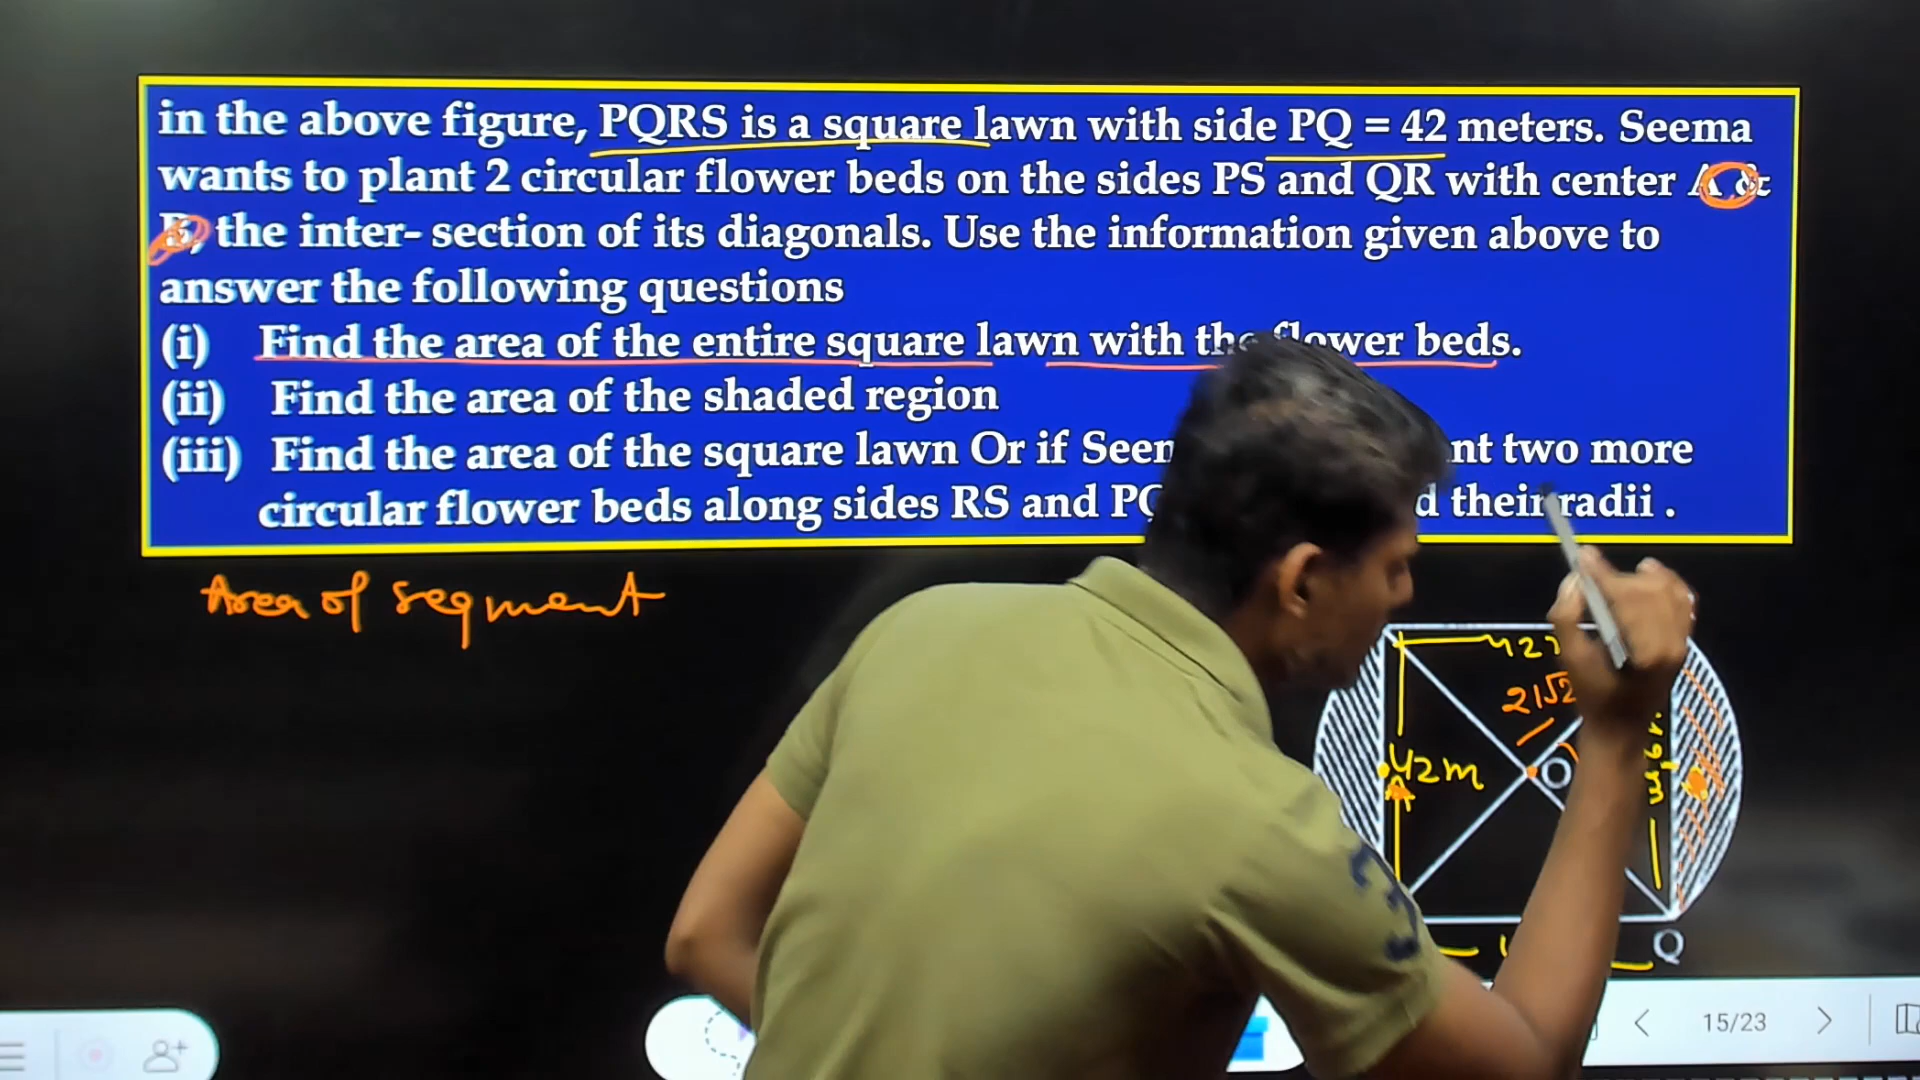 in the above figure, PQRS is a square lawn with side PQ = 42 meters. Seema
wants to plant 2 circular flower beds on the sides PS and QR with center A &
B, the inter- section of its diagonals. Use the information given above to
answer the following questions
(i) Find the area of the entire square lawn with the flower beds.
(ii) Find the area of the shaded region
(iii) Find the area of the square lawn Or if Seem nt two more
circular flower beds along sides RS and PQ d their radii .
Area of segment
42
21√2
42m
O
A
Q
15/23